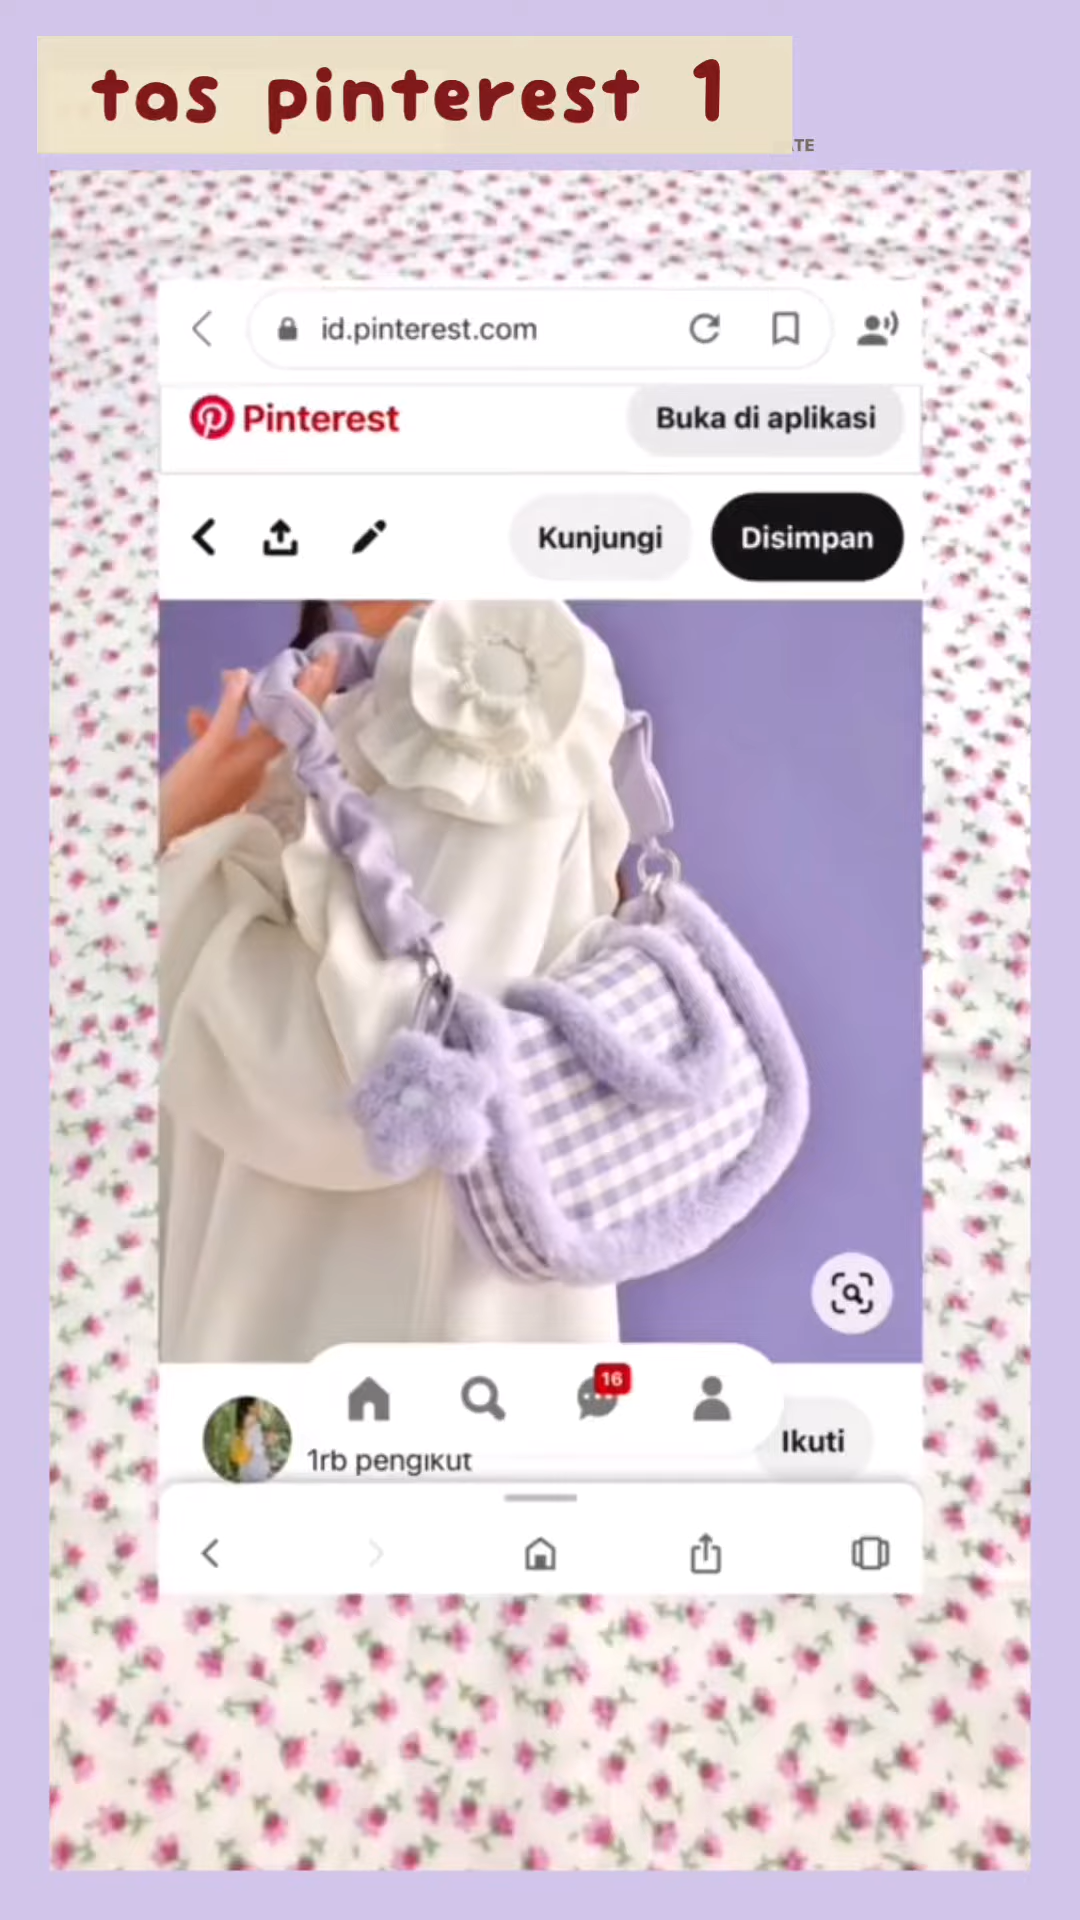 tas pinterest 1
id.pinterest.com
Pinterest
Buka di aplikasi
Kunjungi
Disimpan
16
1rb pengikut
Ikuti